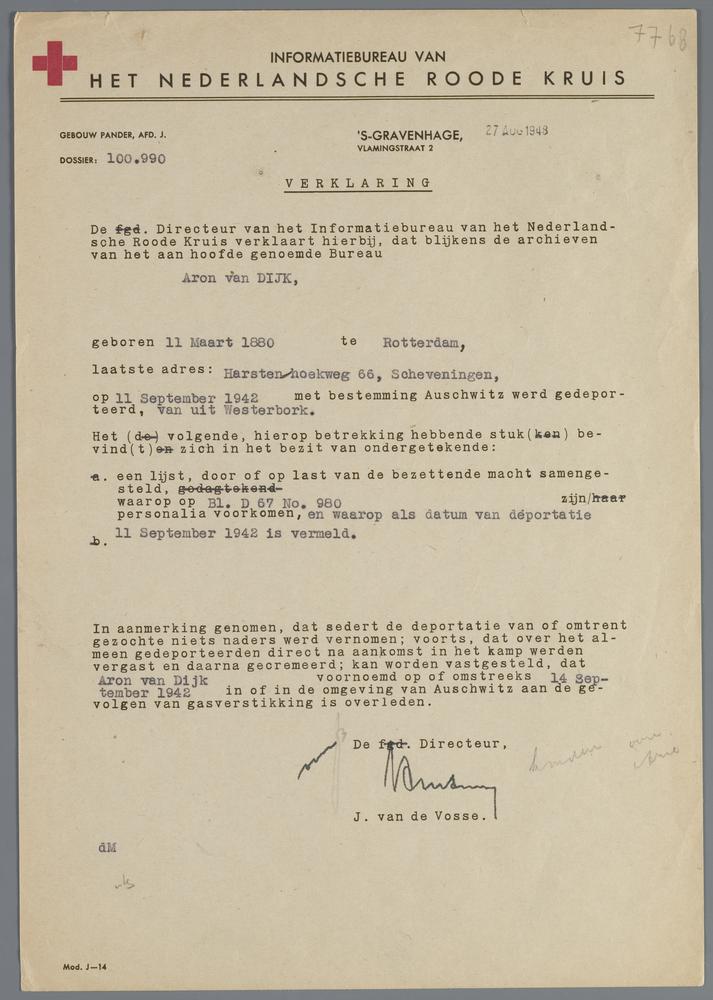 7768
INFORMATIEBUREAU VAN
HET NEDERLANDSCHE ROODE KRUIS
GEBOUW PANDER, AFD. J.
'S-GRAVENHAGE, 27 AUG 1948
VLAMINGSTRAAT 2
DOSSIER: 100.990
VERKLARING
De fgd. Directeur van het Informatiebureau van het Nederland-
sche Roode Kruis verklaart hierbij, dat blijkens de archieven
van het aan hoofde genoemde Bureau
Aron van DIJK,
geboren 11 Maart 1880 te Rotterdam,
laatste adres: Harstenhoekweg 66, Scheveningen,
op 11 September 1942 met bestemming Auschwitz werd gedepor-
teerd, van uit Westerbork.
Het (de) volgende, hierop betrekking hebbende stuk(ken) be-
vind(t)en zich in het bezit van ondergetekende:
a. een lijst, door of op last van de bezettende macht samenge-
steld, gedagtekend
waarop op Bl. D 67 No. 980 zijn/haar
personalia voorkomen, en waarop als datum van deportatie
11 September 1942 is vermeld.
b.
In aanmerking genomen, dat sedert de deportatie van of omtrent
gezochte niets naders werd vernomen; voorts, dat over het al-
meen gedeporteerden direct na aankomst in het kamp werden
vergast en daarna gecremeerd; kan worden vastgesteld, dat
Aron van Dijk voornoemd op of omstreeks 14 Sep-
tember 1942 in of in de omgeving van Auschwitz aan de ge-
volgen van gasverstikking is overleden.
De fgd. Directeur,
J. van de Vosse.
dM
Mod. J—14